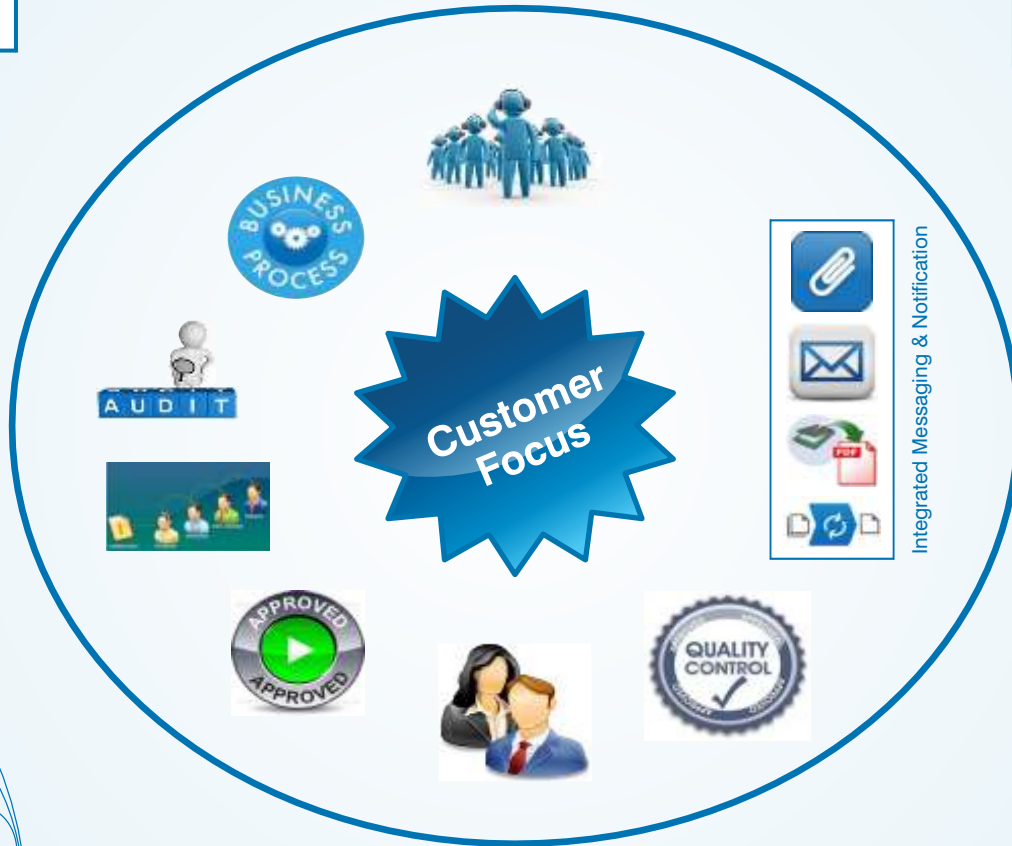 BUSINESS
PROCESS
Integrated Messaging & Notification
AUDIT
Customer
Focus
PDF
APPROVED
APPROVED
QUALITY
CONTROL